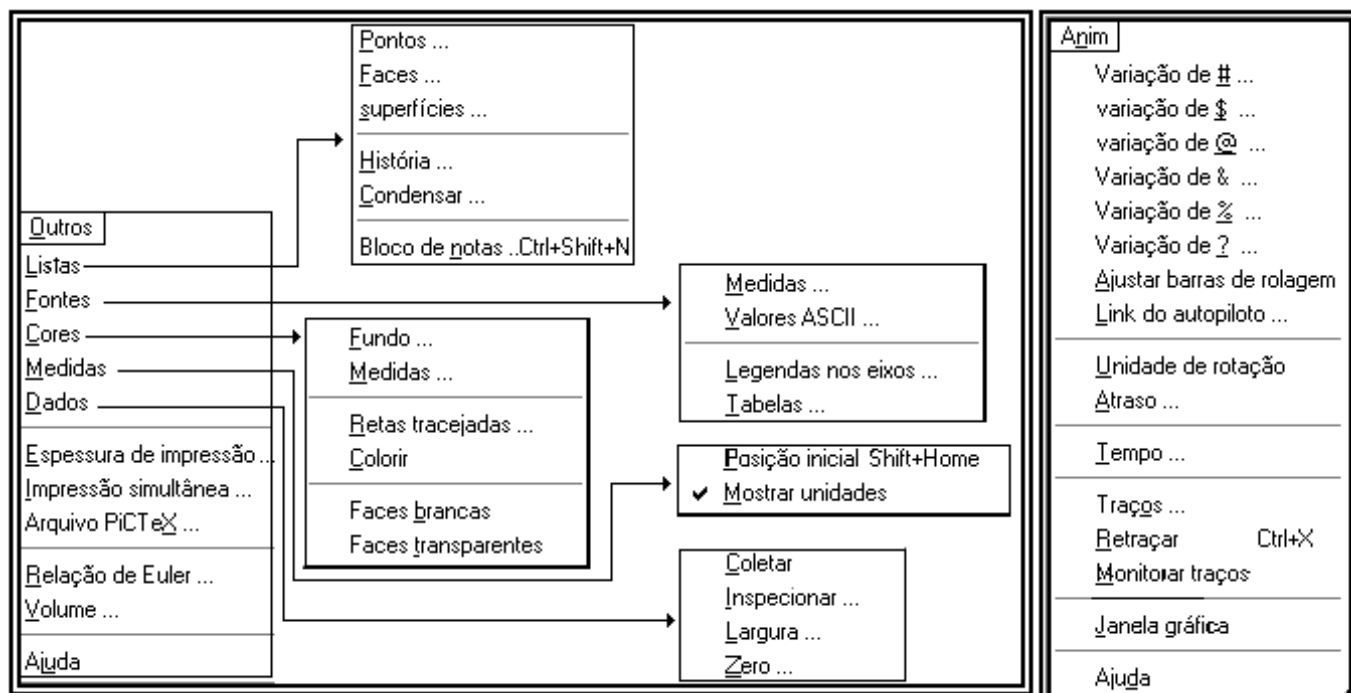 Outros
Listas
Fontes
Cores
Medidas
Dados
Espessura de impressão ...
Impressão simultânea ...
Arquivo PiCTeX ...
Relação de Euler ...
Volume ...
Ajuda
Pontos ...
Faces ...
superfícies ...
História ...
Condensar ...
Bloco de notas ..Ctrl+Shift+N
Fundo ...
Medidas ...
Retas tracejadas ...
Colorir
Faces brancas
Faces transparentes
Medidas ...
Valores ASCII ...
Legendas nos eixos ...
Tabelas ...
Posição inicial Shift+Home
✓ Mostrar unidades
Coletar
Inspecionar ...
Largura ...
Zero ...
Anim
Variação de # ...
variação de $ ...
variação de @ ...
Variação de & ...
Variação de % ...
Variação de ? ...
Ajustar barras de rolagem
Link do autopiloto ...
Unidade de rotação
Atraso ...
Tempo ...
Traços ...
Retraçar Ctrl+X
Monitorar traços
Janela gráfica
Ajuda